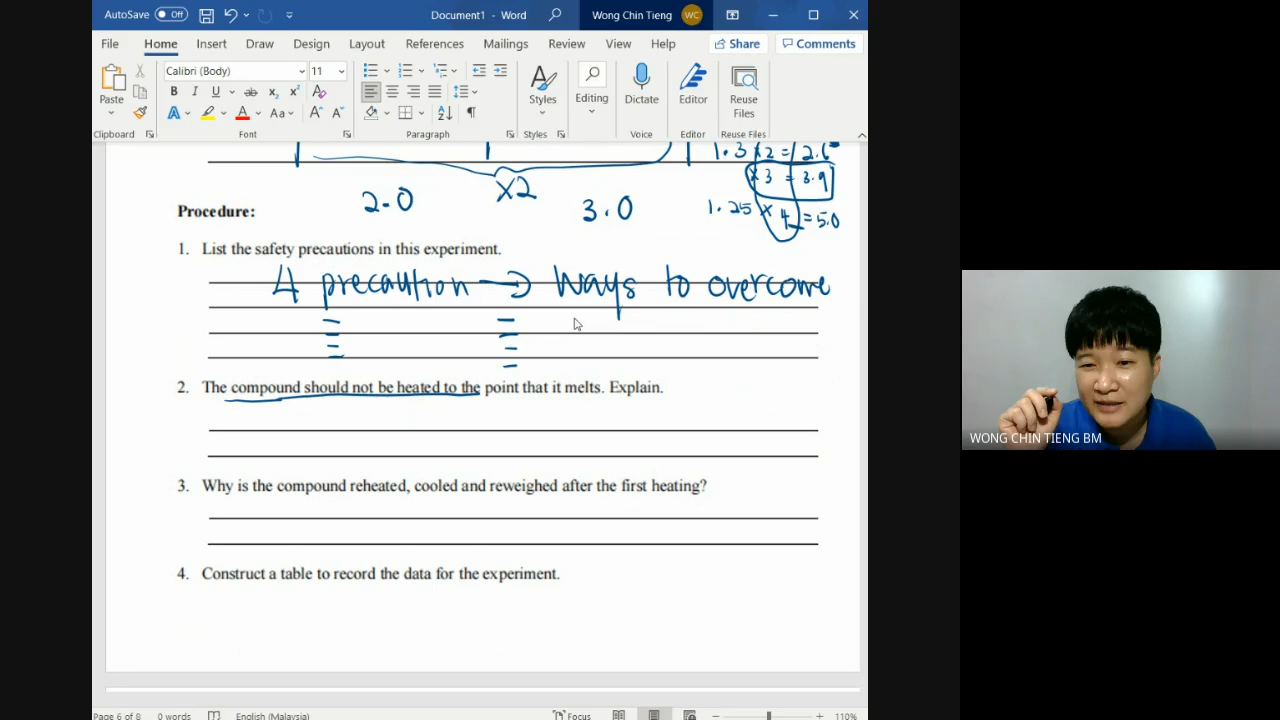 AutoSave Off Document1 - Word Wong Chin Tieng WC
File Home Insert Draw Design Layout References Mailings Review View Help Share Comments
Calibri (Body) 11
Paste Styles Editing Dictate Editor Reuse Files
Clipboard Font Paragraph Styles Voice Editor Reuse Files
1.3 x2 =
x3 = 3.9
1.25 x 4 = 5.0
2.0 x2 3.0
Procedure:
1. List the safety precautions in this experiment.
4 precaution → Ways to overcome
2. The compound should not be heated to the point that it melts. Explain.
3. Why is the compound reheated, cooled and reweighed after the first heating?
4. Construct a table to record the data for the experiment.
WONG CHIN TIENG BM
Page 6 of 8 0 words English (Malaysia) Focus 110%